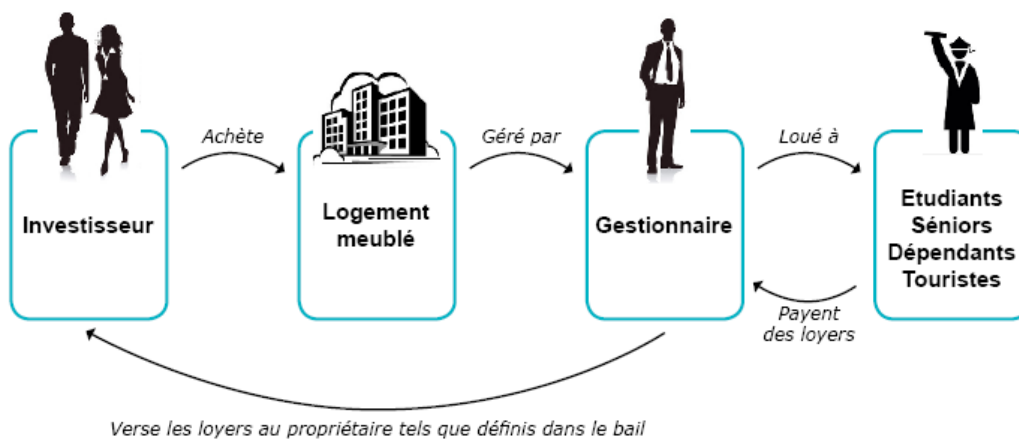 Achète
Géré par
Loué à
Investisseur
Logement
meublé
Gestionnaire
Etudiants
Séniors
Dépendants
Touristes
Payent
des loyers
Verse les loyers au propriétaire tels que définis dans le bail